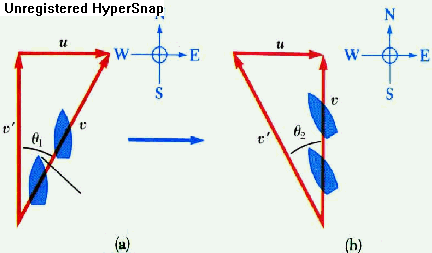 Unregistered HyperSnap
u
W
N
E
S
v'
θ1
v
(a)
u
W
N
E
S
v'
θ2
v
(h)